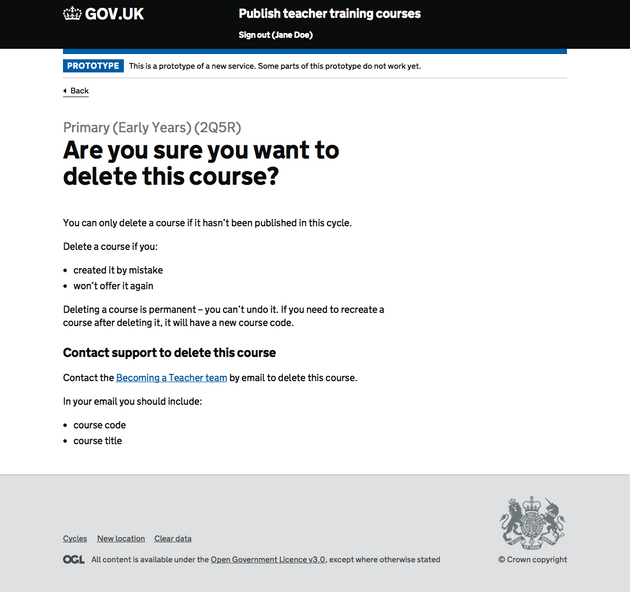 GOV.UK
Publish teacher training courses
Sign out (Jane Doe)
PROTOTYPE This is a prototype of a new service. Some parts of this prototype do not work yet.
Back
Primary (Early Years) (2Q5R)
Are you sure you want to
delete this course?
You can only delete a course if it hasn’t been published in this cycle.
Delete a course if you:
• created it by mistake
• won’t offer it again
Deleting a course is permanent – you can’t undo it. If you need to recreate a
course after deleting it, it will have a new course code.
Contact support to delete this course
Contact the Becoming a Teacher team by email to delete this course.
In your email you should include:
• course code
• course title
Cycles New location Clear data
OGL All content is available under the Open Government Licence v3.0, except where otherwise stated
© Crown copyright